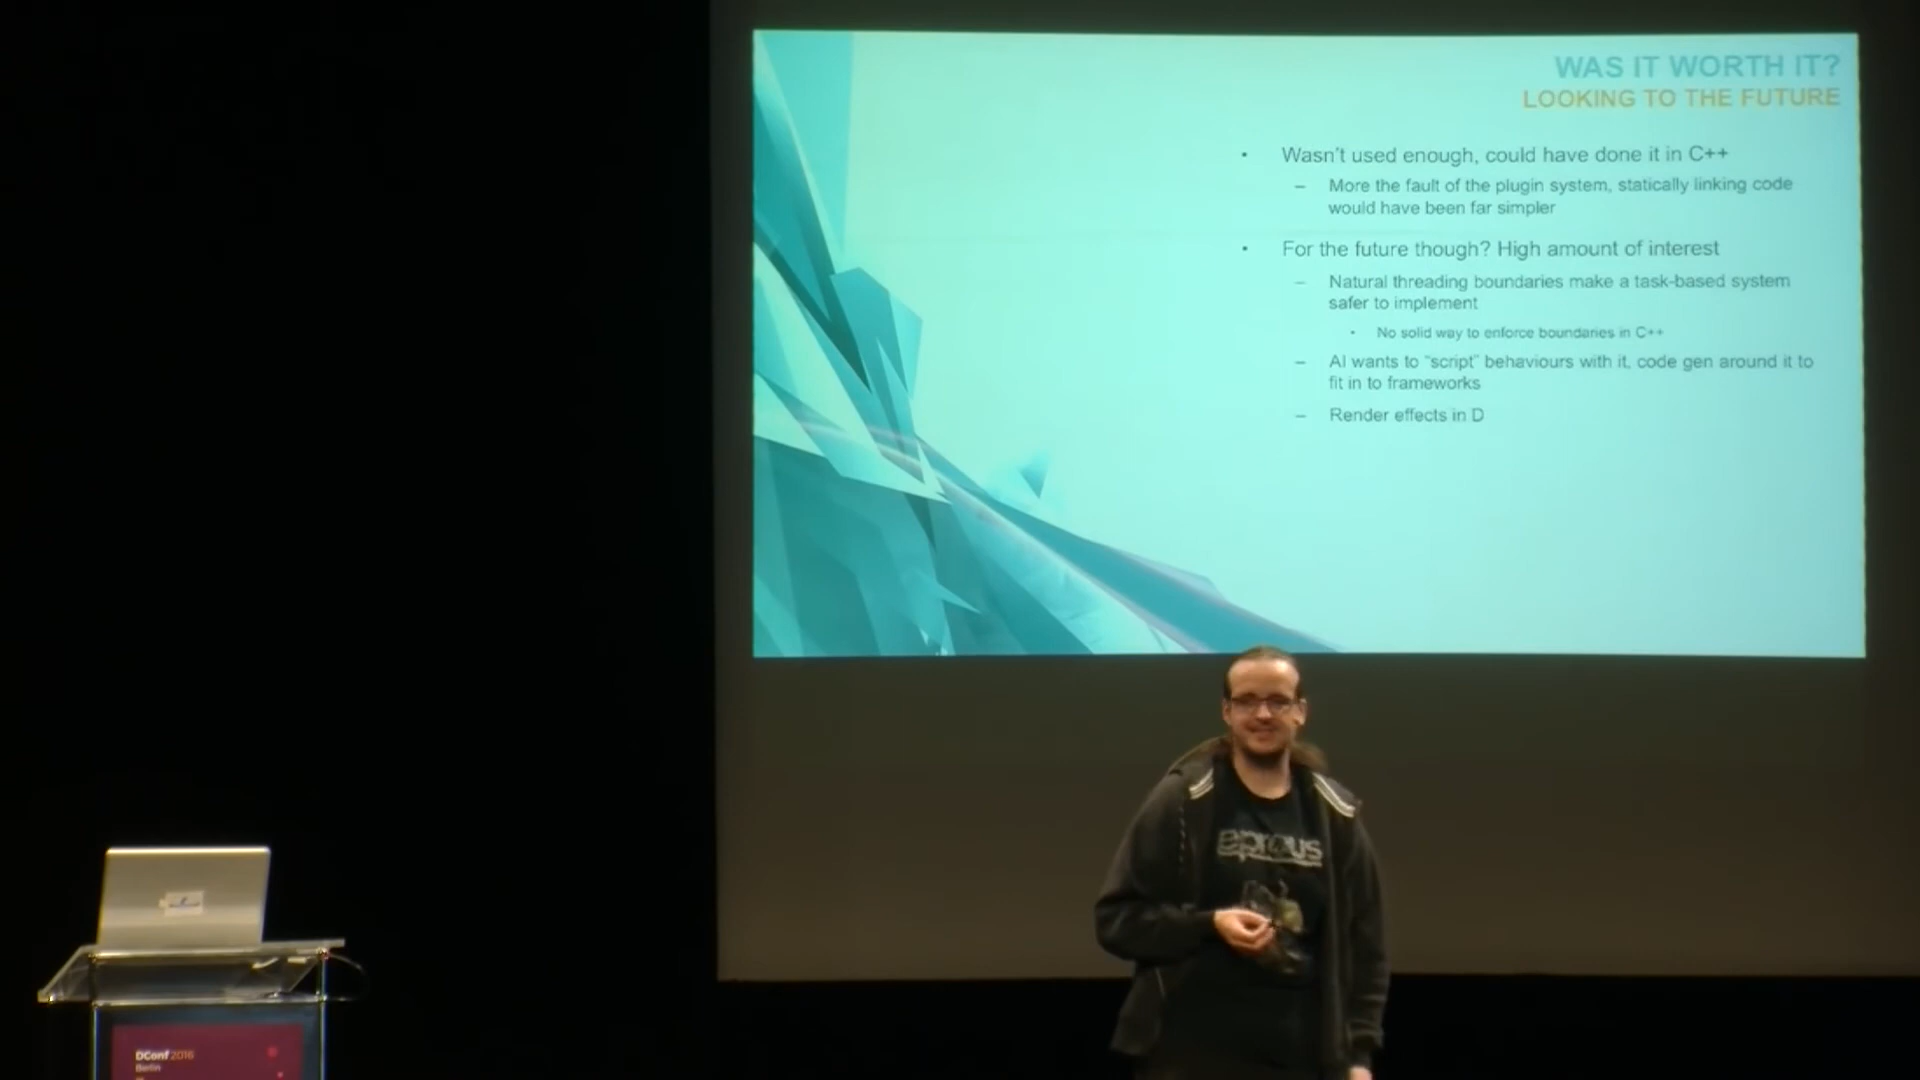 WAS IT WORTH IT?
LOOKING TO THE FUTURE
• Wasn't used enough, could have done it in C++
– More the fault of the plugin system, statically linking code
would have been far simpler
• For the future though? High amount of interest
– Natural threading boundaries make a task-based system
safer to implement
• No solid way to enforce boundaries in C++
– AI wants to "script" behaviours with it, code gen around it to
fit in to frameworks
– Render effects in D
DConf 2016
Berlin